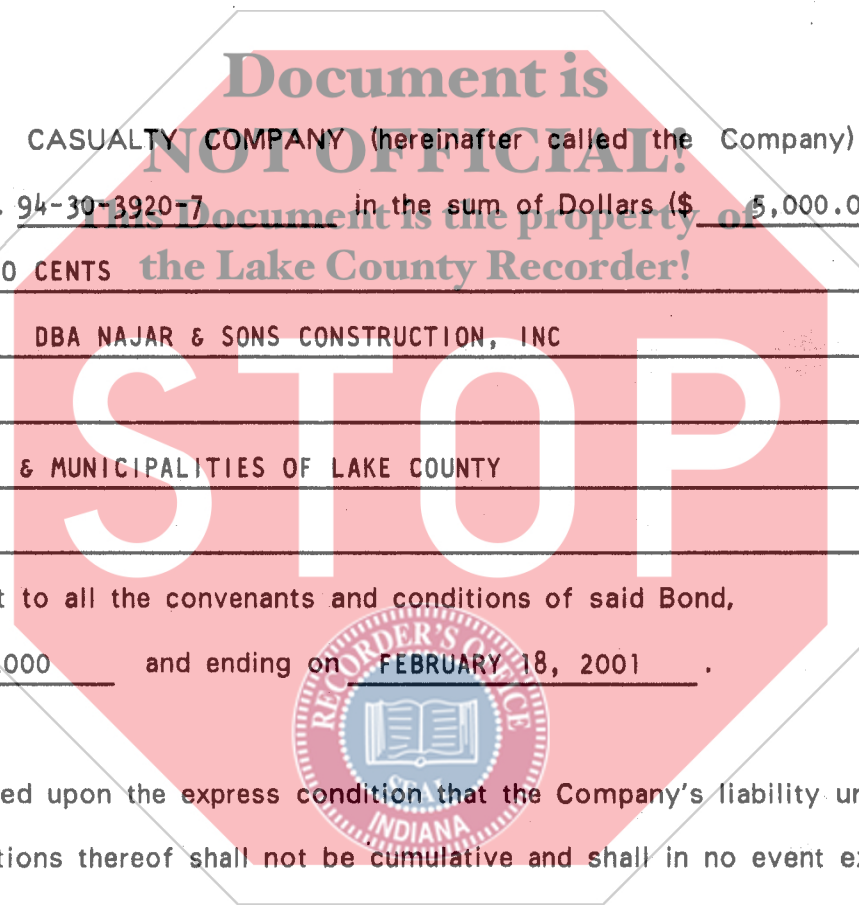 Document is
CASUALTY COMPANY (hereinafter called the Company)
NOT OFFICIAL!
. 94-30-3920-7 in the sum of Dollars ($ 5,000.0
This Document is the property of
0 CENTS
the Lake County Recorder!
DBA NAJAR & SONS CONSTRUCTION, INC
& MUNICIPALITIES OF LAKE COUNTY
STOP
t to all the convenants and conditions of said Bond,
000 and ending on FEBRUARY 18, 2001 .
RECORDER'S OFFICE
SEAL
INDIANA
ed upon the express condition that the Company's liability u
tions thereof shall not be cumulative and shall in no event e